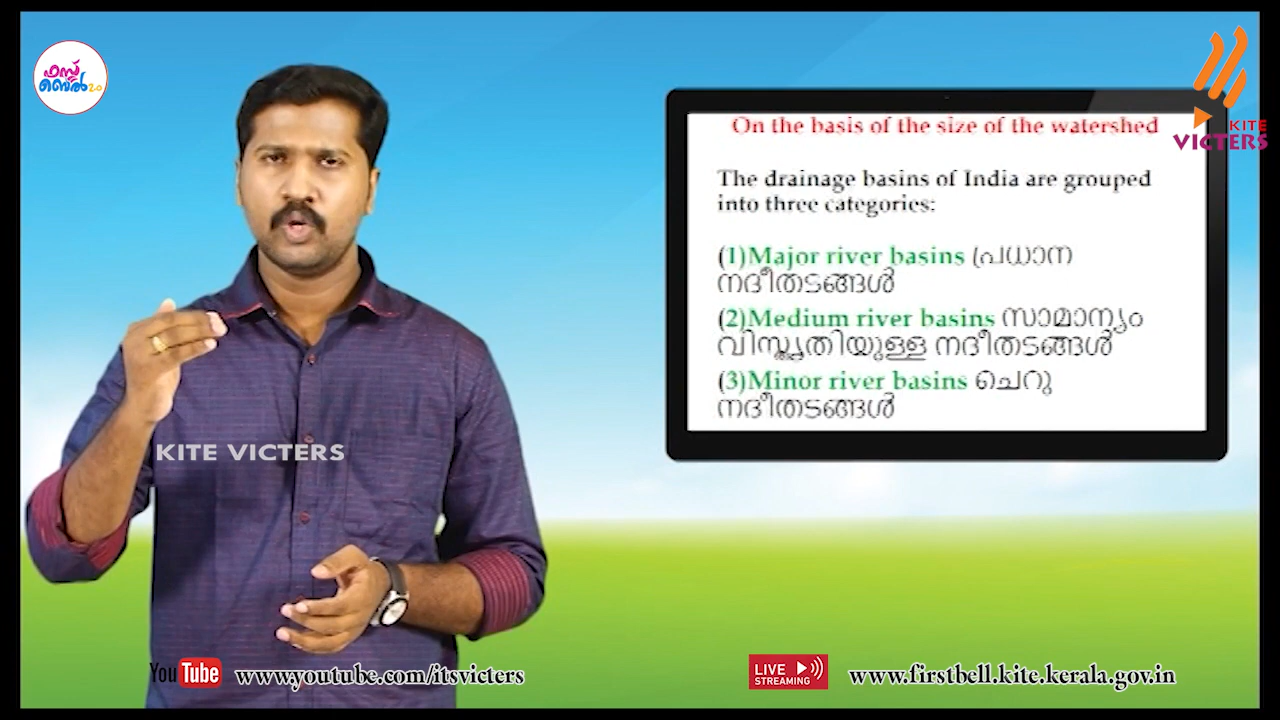 ഫസ്റ്റ്
ബെൽ 2.0
KITE
VICTERS
On the basis of the size of the watershed
The drainage basins of India are grouped
into three categories:
(1)Major river basins പ്രധാന
നദീതടങ്ങൾ
(2)Medium river basins സാമാന്യം
വിസ്തൃതിയുള്ള നദീതടങ്ങൾ
(3)Minor river basins ചെറു
നദീതടങ്ങൾ
KITE VICTERS
YouTube www.youtube.com/itsvicters
LIVE
STREAMING
www.firstbell.kite.kerala.gov.in